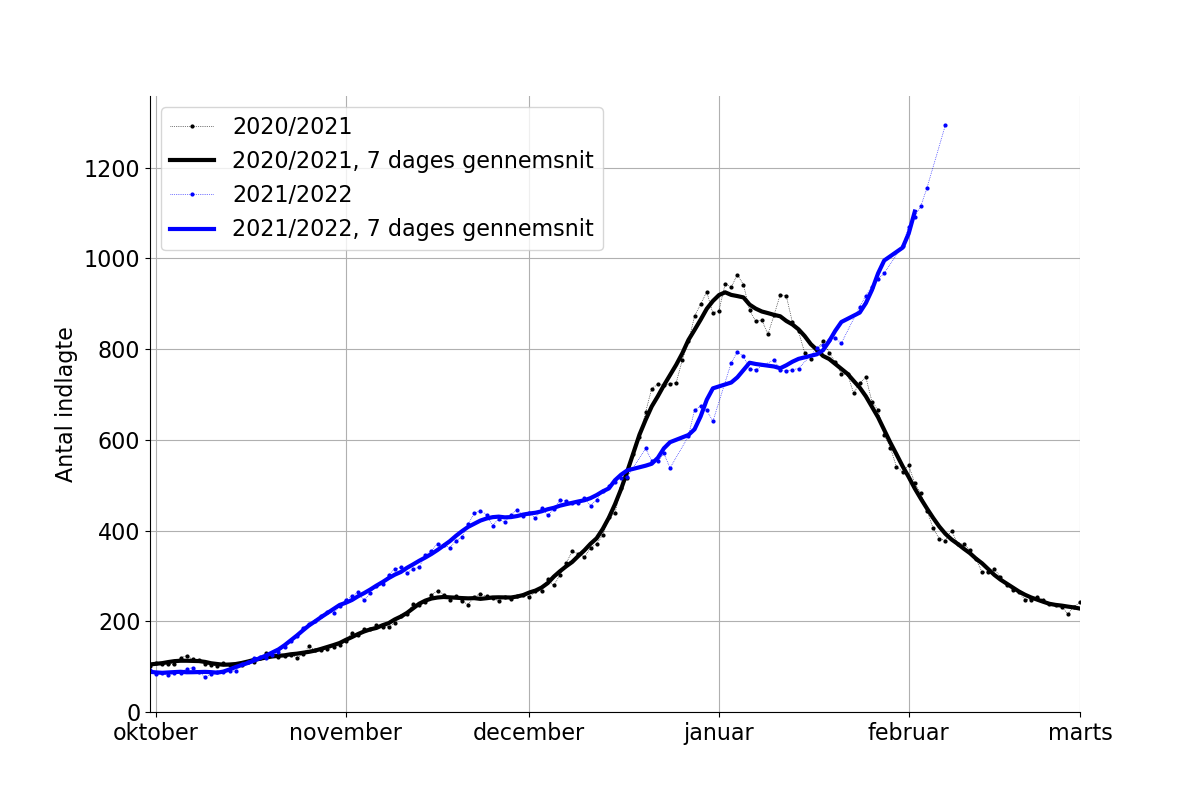 2020/2021
2020/2021, 7 dages gennemsnit
2021/2022
2021/2022, 7 dages gennemsnit
Antal indlagte
1200
1000
800
600
400
200
0
oktober november december januar februar marts